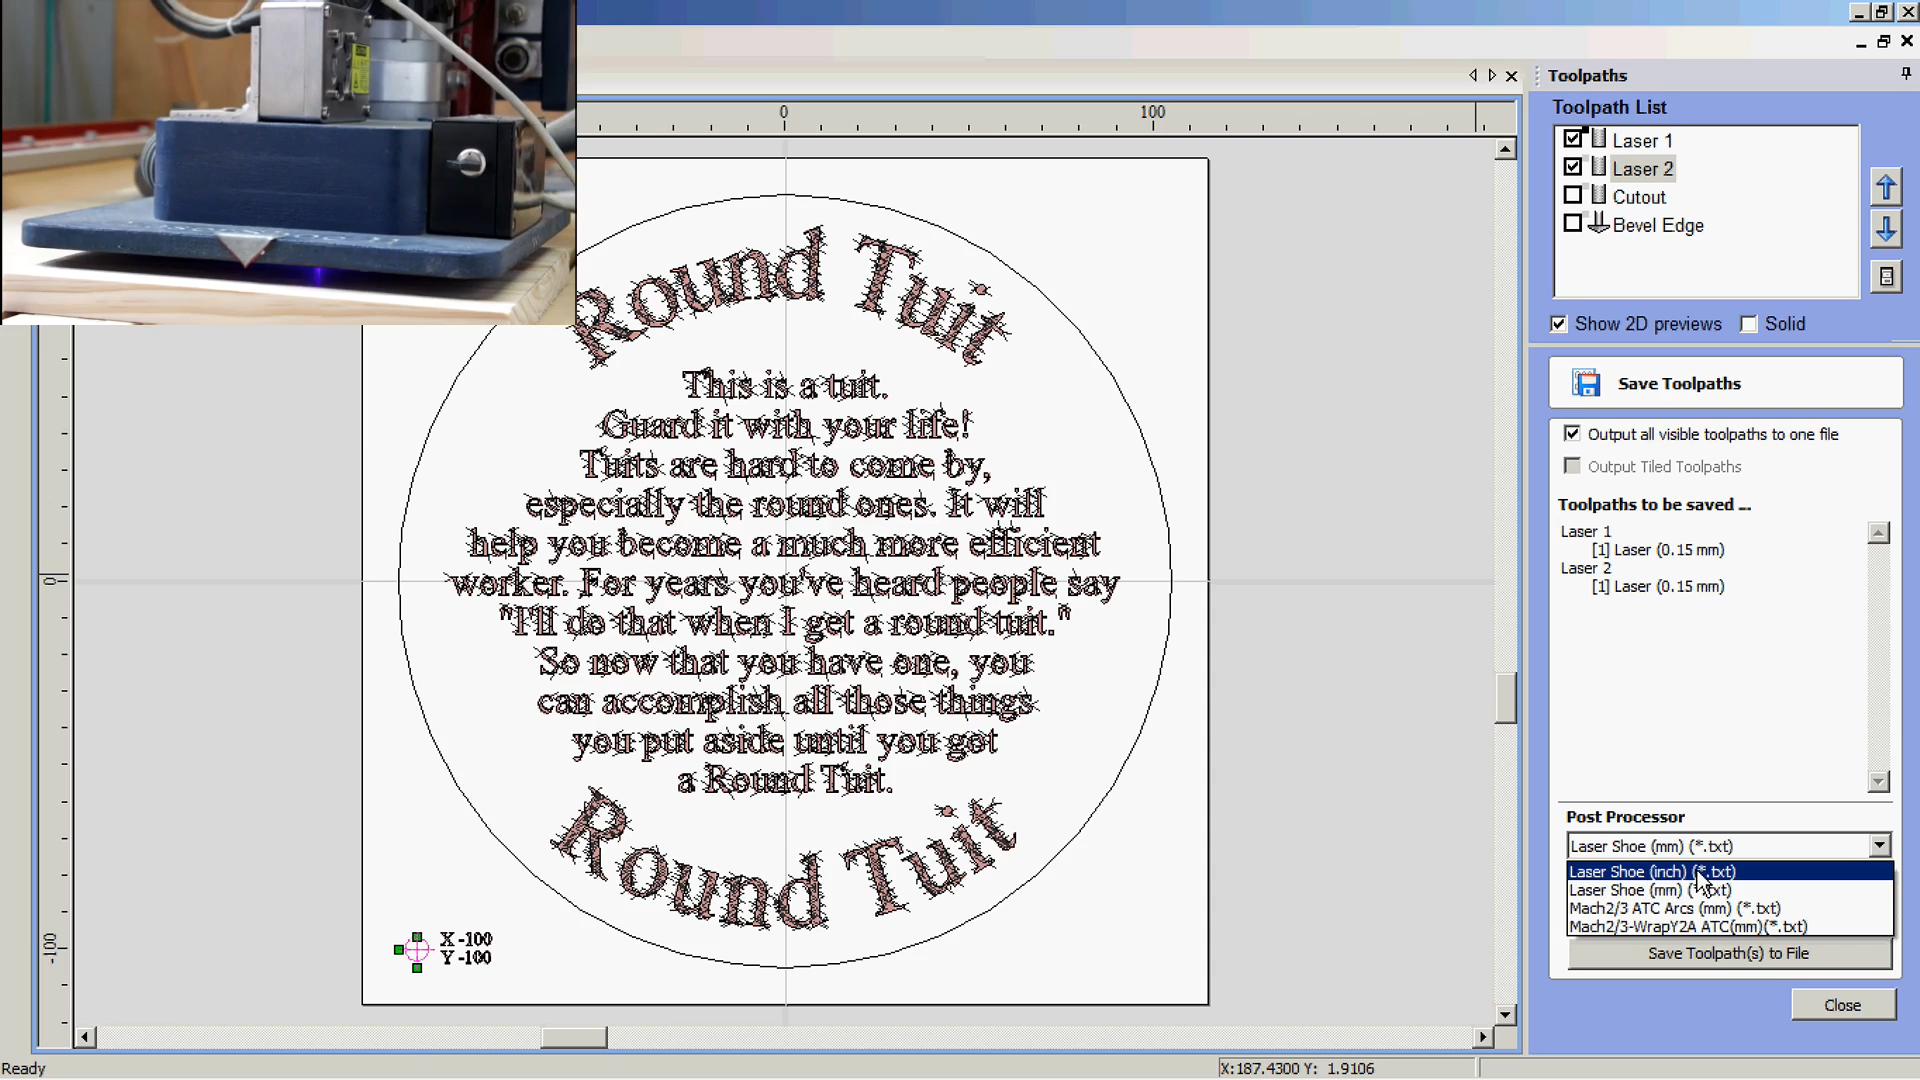 0
100
Round Tuit
This is a tuit.
Guard it with your life!
Tuits are hard to come by,
especially the round ones. It will
help you become a much more efficient
worker. For years you've heard people say
"I'll do that when I get a round tuit."
So now that you have one, you
can accomplish all those things
you put aside until you got
a Round Tuit.
Round Tuit
X -100
Y -100
0
-100
Toolpaths
Toolpath List
Laser 1
Laser 2
Cutout
Bevel Edge
Show 2D previews
Solid
Save Toolpaths
Output all visible toolpaths to one file
Output Tiled Toolpaths
Toolpaths to be saved ...
Laser 1
[1] Laser (0.15 mm)
Laser 2
[1] Laser (0.15 mm)
Post Processor
Laser Shoe (mm) (*.txt)
Laser Shoe (inch) (*.txt)
Laser Shoe (mm) (*.txt)
Mach2/3 ATC Arcs (mm) (*.txt)
Mach2/3-WrapY2A ATC(mm)(*.txt)
Save Toolpath(s) to File
Close
Ready
X:187.4300 Y: 1.9106